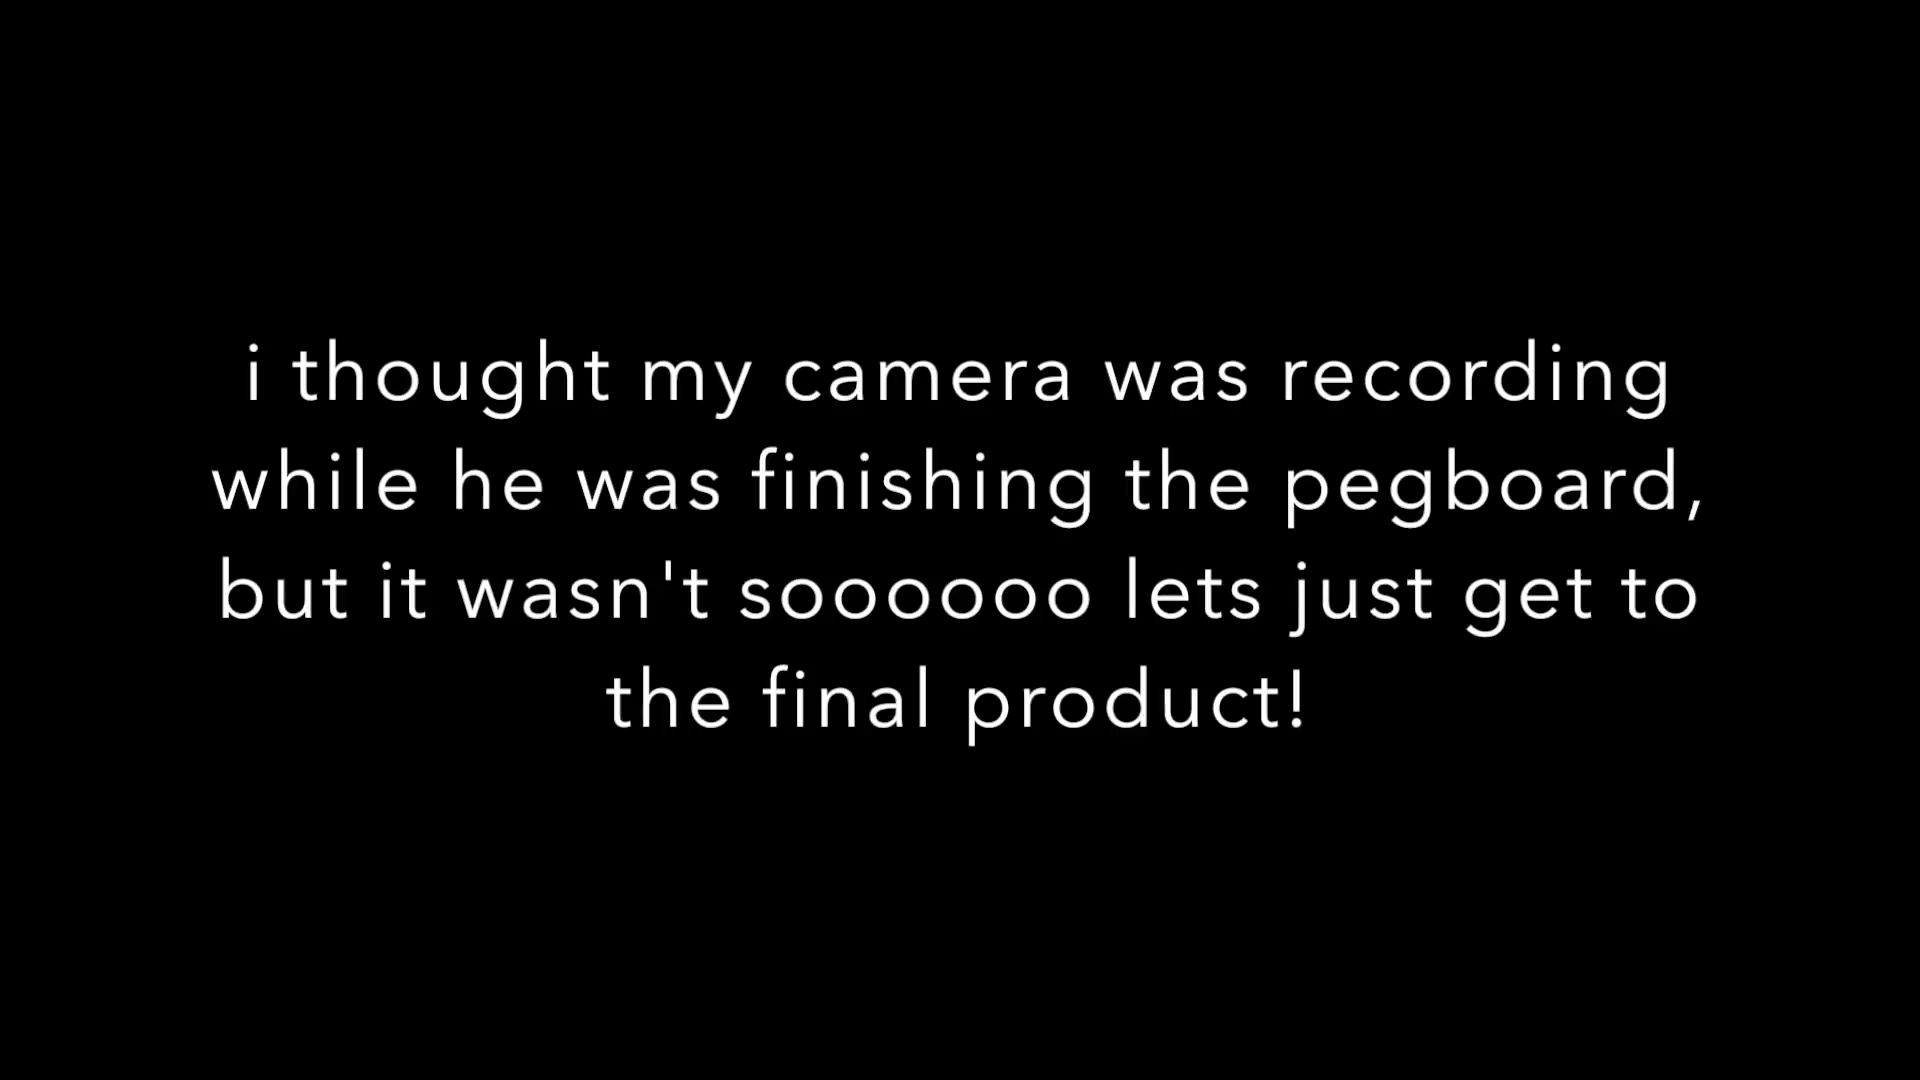 i thought my camera was recording
while he was finishing the pegboard,
but it wasn't soooooo lets just get to
the final product!